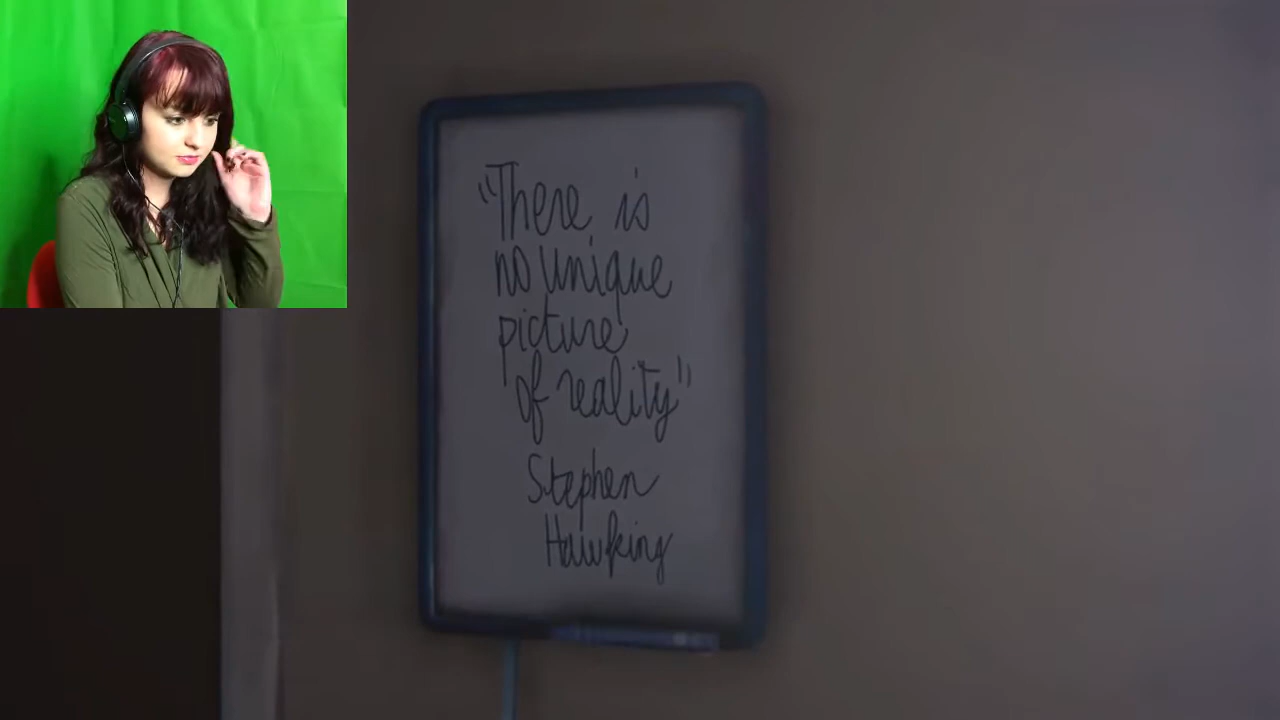 "There is
no unique
picture
of reality"
Stephen
Hawking